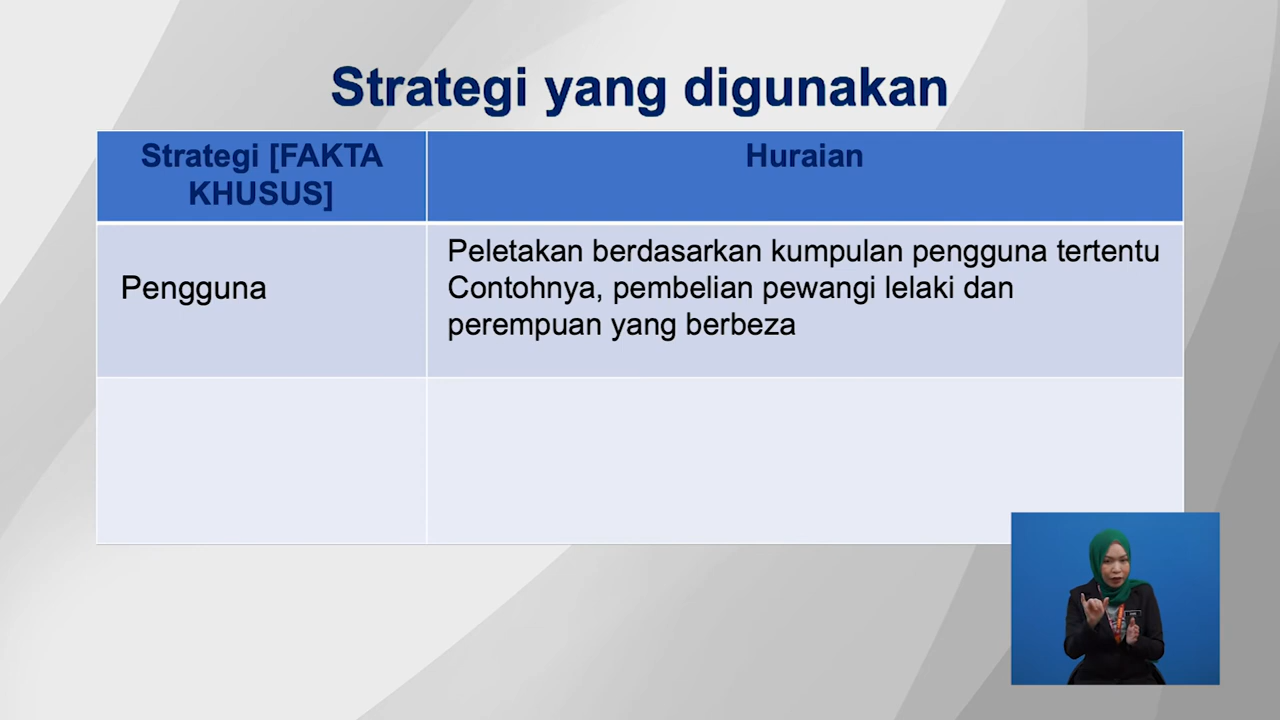 Strategi yang digunakan
Strategi [FAKTA
KHUSUS]
Huraian
Pengguna
Peletakan berdasarkan kumpulan pengguna tertentu
Contohnya, pembelian pewangi lelaki dan
perempuan yang berbeza